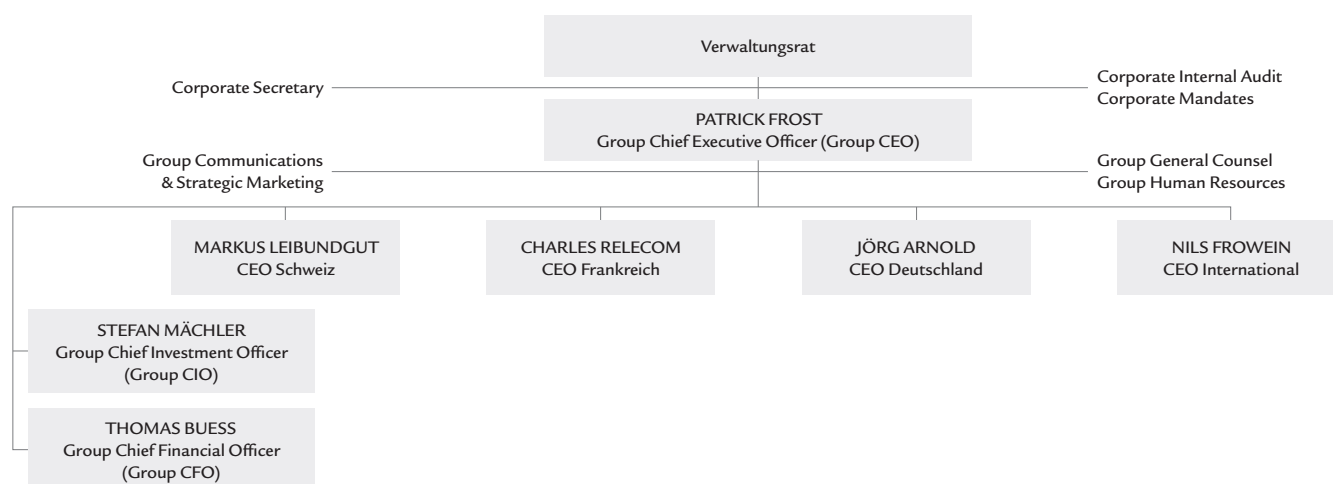 Verwaltungsrat
Corporate Secretary
Corporate Internal Audit
Corporate Mandates
PATRICK FROST
Group Chief Executive Officer (Group CEO)
Group Communications
& Strategic Marketing
Group General Counsel
Group Human Resources
MARKUS LEIBUNDGUT
CEO Schweiz
CHARLES RELECOM
CEO Frankreich
JÖRG ARNOLD
CEO Deutschland
NILS FROWEIN
CEO International
STEFAN MÄCHLER
Group Chief Investment Officer
(Group CIO)
THOMAS BUESS
Group Chief Financial Officer
(Group CFO)